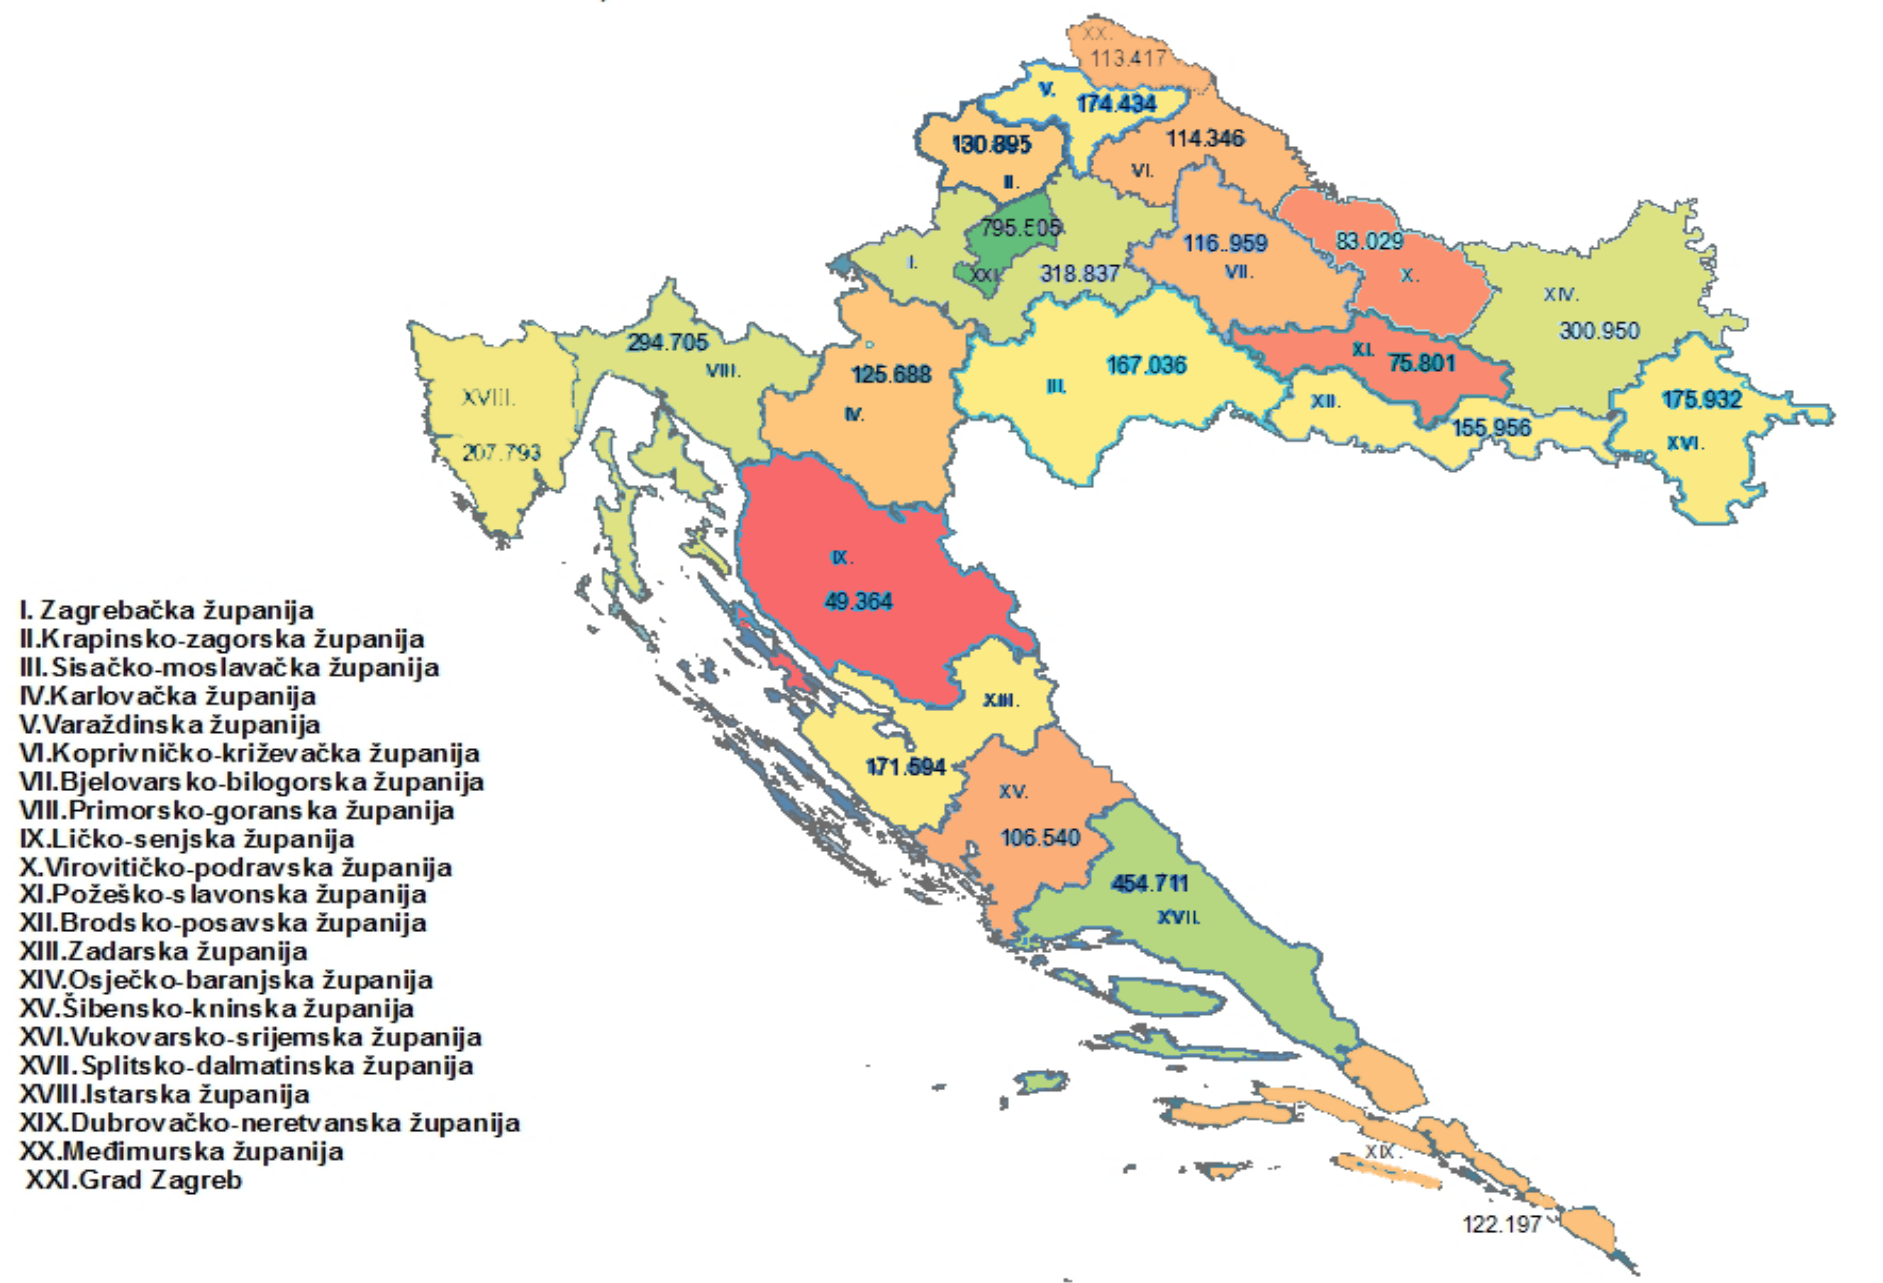 XX.
113.417
V.
174.434
114.346
VI.
II.
795.505
XXI.
I.
318.837
116..959
VII.
83.029
X.
XIV.
300.950
294.705
VIII.
XVIII.
207.793
125.688
IV.
III.
167.036
XI.
75.801
XII.
155.956
175.932
XVI.
IX.
49.364
XIII.
171.594
XV.
106.540
454.711
XVII.
XIX.
122.197
I. Zagrebačka županija
II.Krapinsko-zagorska županija
III.Sisačko-moslavačka županija
IV.Karlovačka županija
V.Varaždinska županija
VI.Koprivničko-križevačka županija
VII.Bjelovarsko-bilogorska županija
VIII.Primorsko-goranska županija
IX.Ličko-senjska županija
X.Virovitičko-podravska županija
XI.Požeško-slavonska županija
XII.Brodsko-posavska županija
XIII.Zadarska županija
XIV.Osječko-baranjska županija
XV.Šibensko-kninska županija
XVI.Vukovarsko-srijemska županija
XVII.Splitsko-dalmatinska županija
XVIII.Istarska županija
XIX.Dubrovačko-neretvanska županija
XX.Međimurska županija
XXI.Grad Zagreb